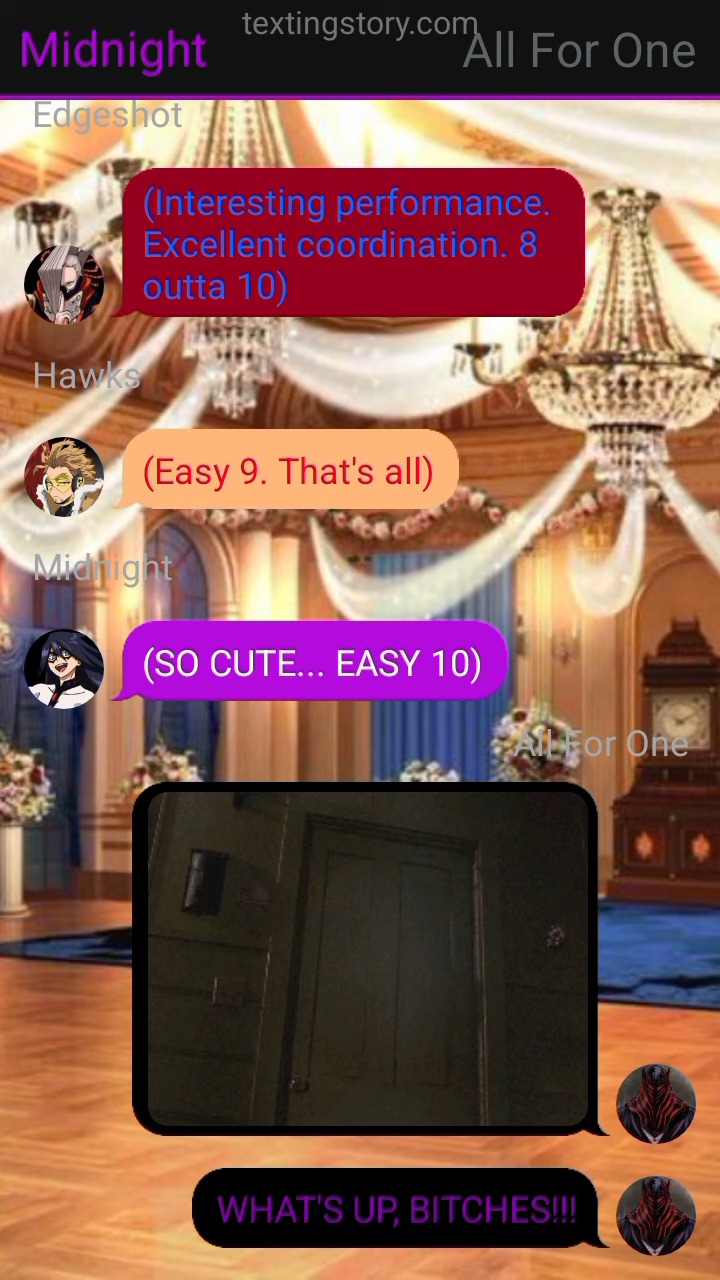 textingstory.com
Midnight
All For One
Edgeshot
(Interesting performance.
Excellent coordination. 8
outta 10)
Hawks
(Easy 9. That's all)
Midnight
(SO CUTE... EASY 10)
All For One
WHAT'S UP, BITCHES!!!